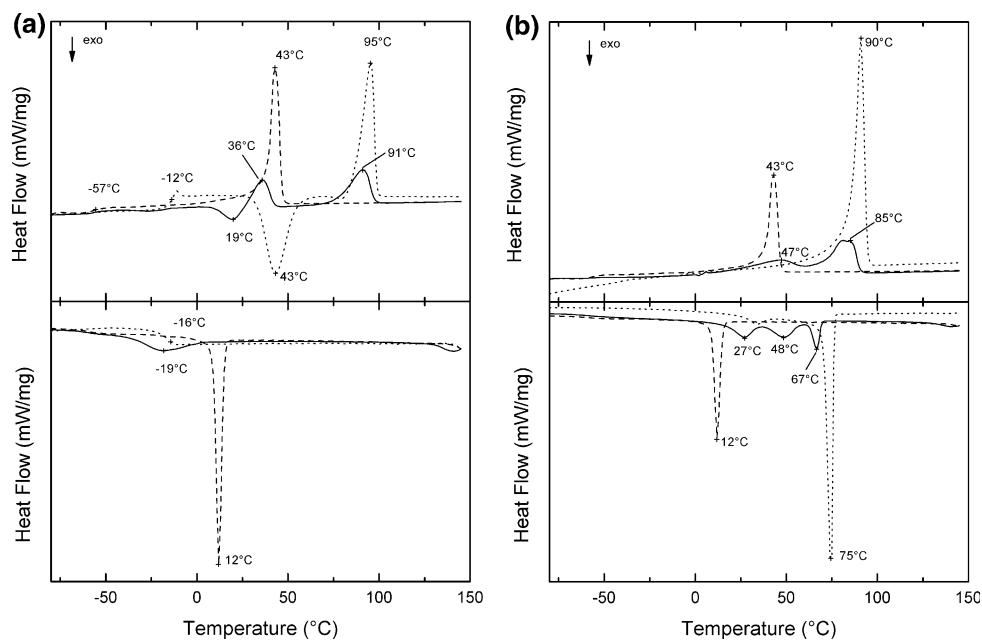 (a)
exo
43°C
95°C
36°C
91°C
-57°C
-12°C
19°C
43°C
Heat Flow (mW/mg)
-16°C
-19°C
12°C
Heat Flow (mW/mg)
-50 0 50 100 150
Temperature (°C)
(b)
exo
90°C
43°C
47°C
85°C
Heat Flow (mW/mg)
27°C
48°C
67°C
12°C
75°C
Heat Flow (mW/mg)
-50 0 50 100 150
Temperature (°C)